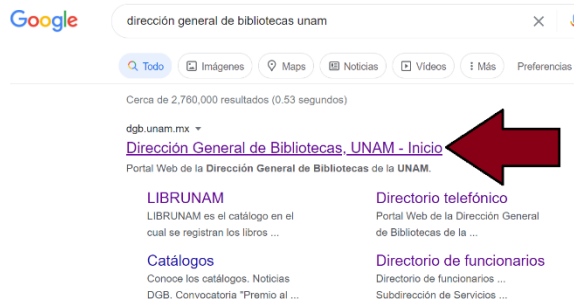 Google
dirección general de bibliotecas unam
Todo Imágenes Maps Noticias Vídeos Más Preferencias
Cerca de 2,760,000 resultados (0.53 segundos)
dgb.unam.mx
Dirección General de Bibliotecas, UNAM - Inicio
Portal Web de la Dirección General de Bibliotecas de la UNAM.
LIBRUNAM
LIBRUNAM es el catálogo en el
cual se registran los libros ...
Directorio telefónico
Portal Web de la Dirección General
de Bibliotecas de la ...
Catálogos
Conoce los catálogos. Noticias
DGB. Convocatoria "Premio al ...
Directorio de funcionarios
Directorio de funcionarios ...
Subdirección de Servicios ...